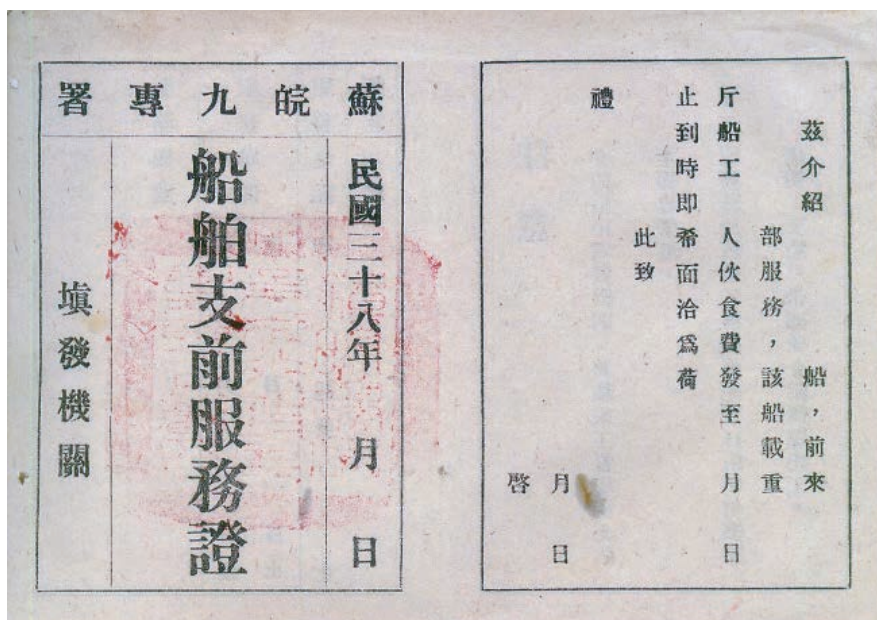 茲介紹　船，前來
部服務，該船載重
斤船工　人伙食費發至　月　日
止到時即希面洽爲荷
此致
禮
月　日
啓
蘇皖九專署
民國三十八年　月　日
船舶支前服務證
塡發機關